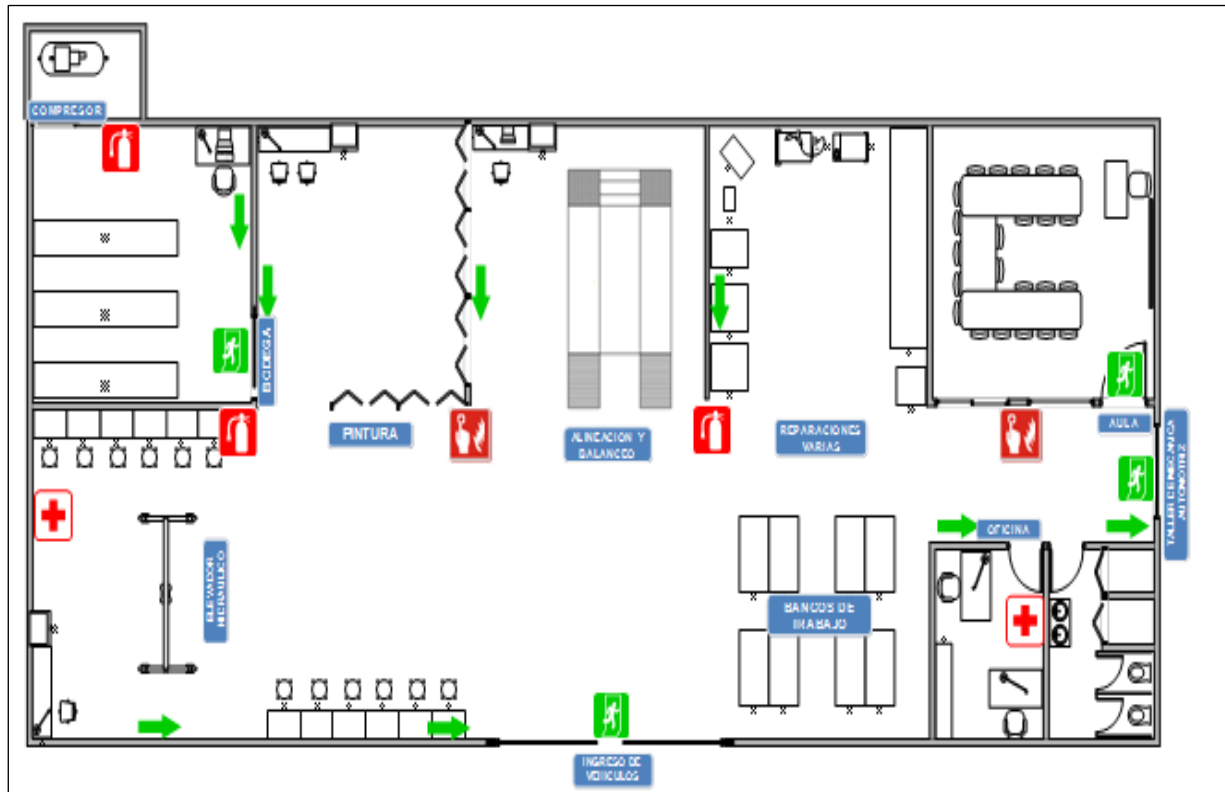 COMPRESOR
BODEGA
PINTURA
ALINEACION Y
BALANCEO
REPARACIONES
VARIAS
AULA
TALLER DE MECANICA
AUTOMOTRIZ
OFICINA
ELEVADOR
HIDRAULICO
BANCOS DE
TRABAJO
INGRESO DE
VEHICULOS